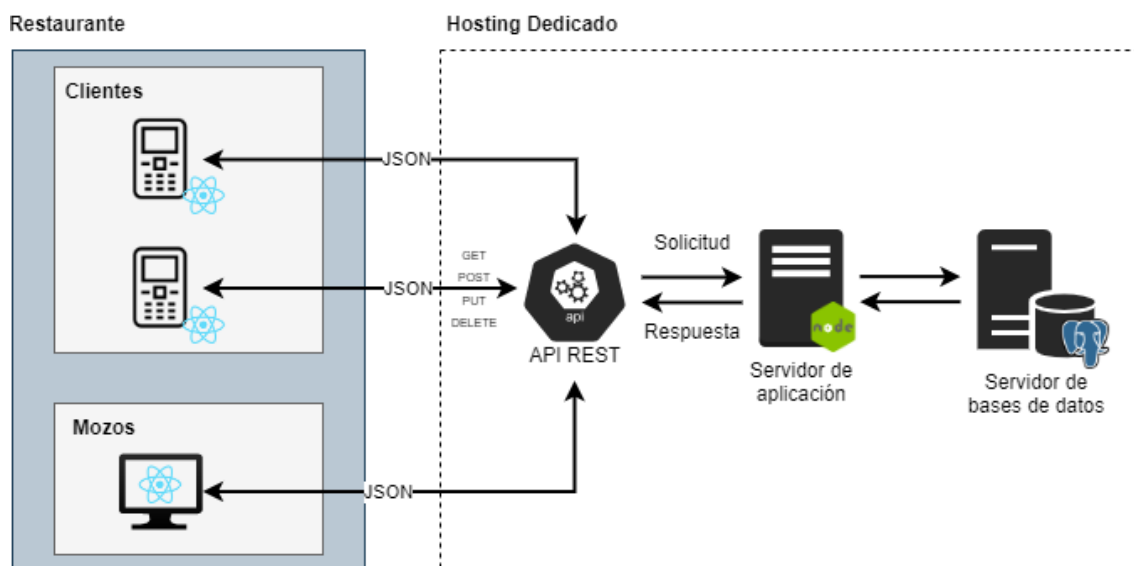 Restaurante
Hosting Dedicado
Clientes
JSON
JSON
GET
POST
PUT
DELETE
api
API REST
Solicitud
Respuesta
node
Servidor de
aplicación
Servidor de
bases de datos
Mozos
JSON